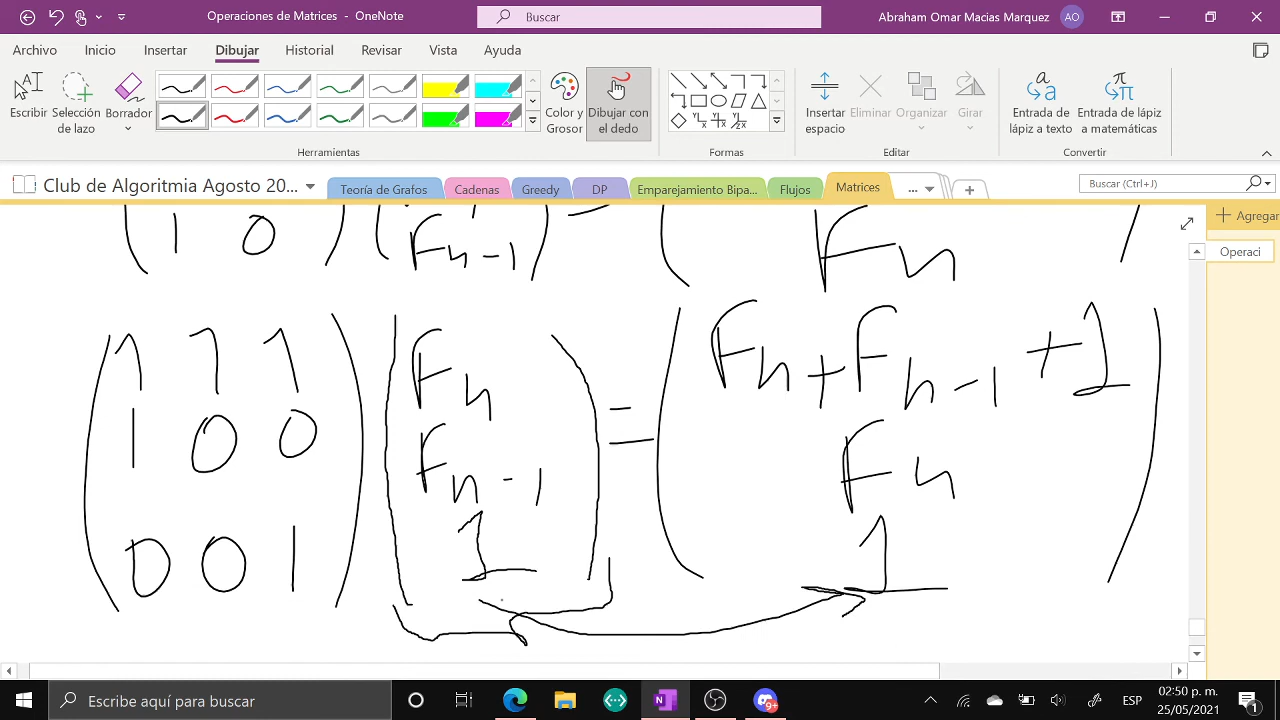 Operaciones de Matrices - OneNote
Buscar
Abraham Omar Macias Marquez
AO
Archivo Inicio Insertar Dibujar Historial Revisar Vista Ayuda
Escribir
Selección de lazo
Borrador
Color y Grosor
Dibujar con el dedo
Insertar espacio
Eliminar
Organizar
Girar
Entrada de lápiz a texto
Entrada de lápiz a matemáticas
Herramientas
Formas
Editar
Convertir
Club de Algoritmia Agosto 20...
Teoría de Grafos
Cadenas
Greedy
DP
Emparejamiento Bipa...
Flujos
Matrices
...
Buscar (Ctrl+J)
Agregar
Operaci
1 0 Fn-1 = Fn
1 1 1 Fn = Fn + Fn-1 + 1
1 0 0 Fn-1 Fn
0 0 1 1 1
Escribe aquí para buscar
9+
ESP
02:50 p. m.
25/05/2021
1